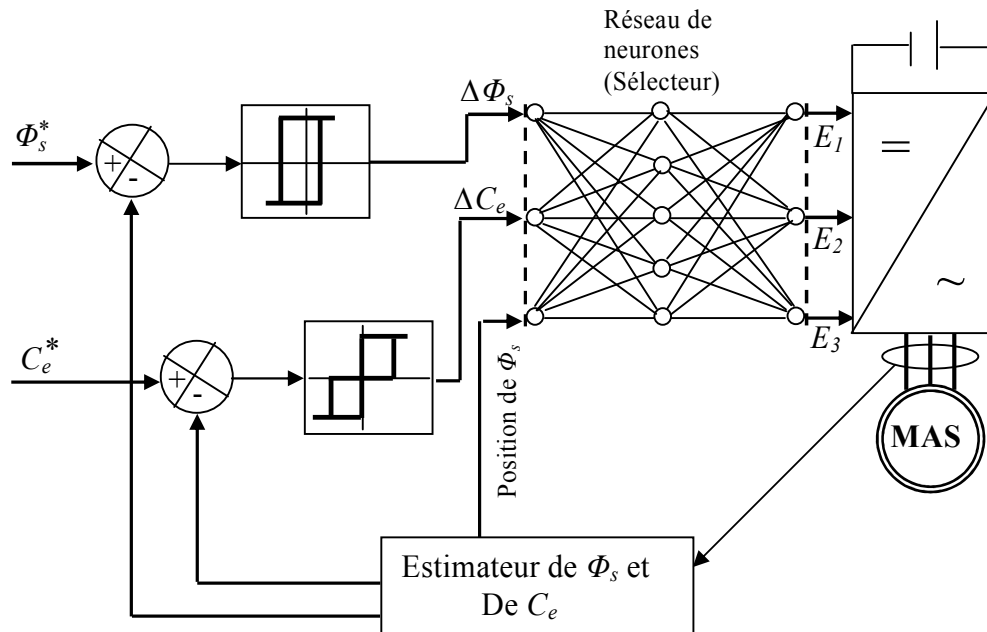 Réseau de
neurones
(Sélecteur)
ΔΦs
Φs*
+
-
E1
=
ΔCe
E2
~
E3
Ce*
+
-
Position de Φs
MAS
Estimateur de Φs et
De Ce